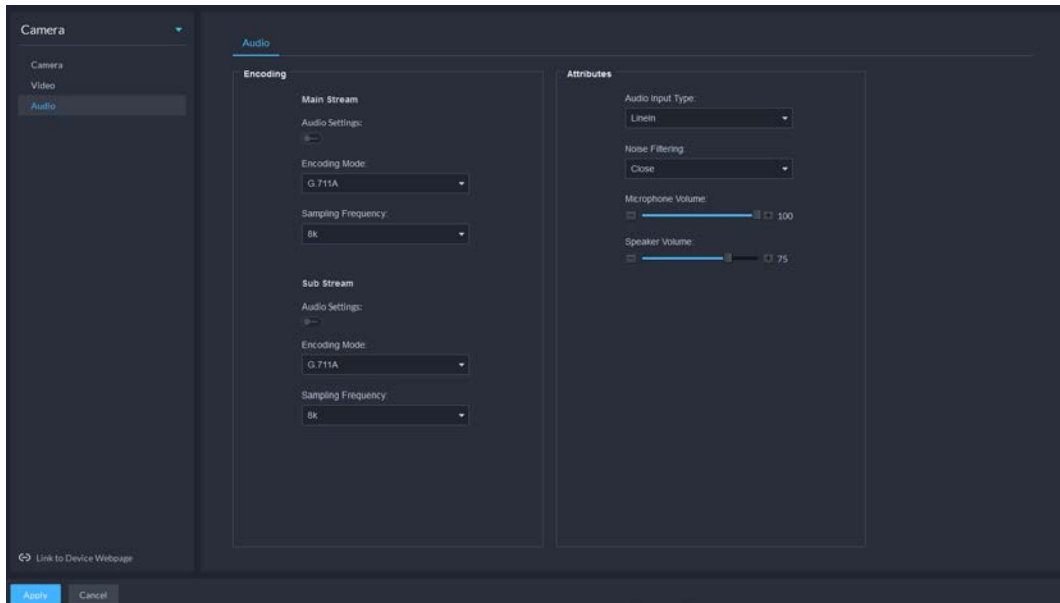 Camera
Camera
Video
Audio
Link to Device Webpage
Audio
Encoding
Main Stream
Audio Settings:
Encoding Mode:
G.711A
Sampling Frequency:
8k
Sub Stream
Audio Settings:
Encoding Mode:
G.711A
Sampling Frequency:
8k
Attributes
Audio Input Type:
LineIn
Noise Filtering:
Close
Microphone Volume:
100
Speaker Volume:
75
Apply
Cancel